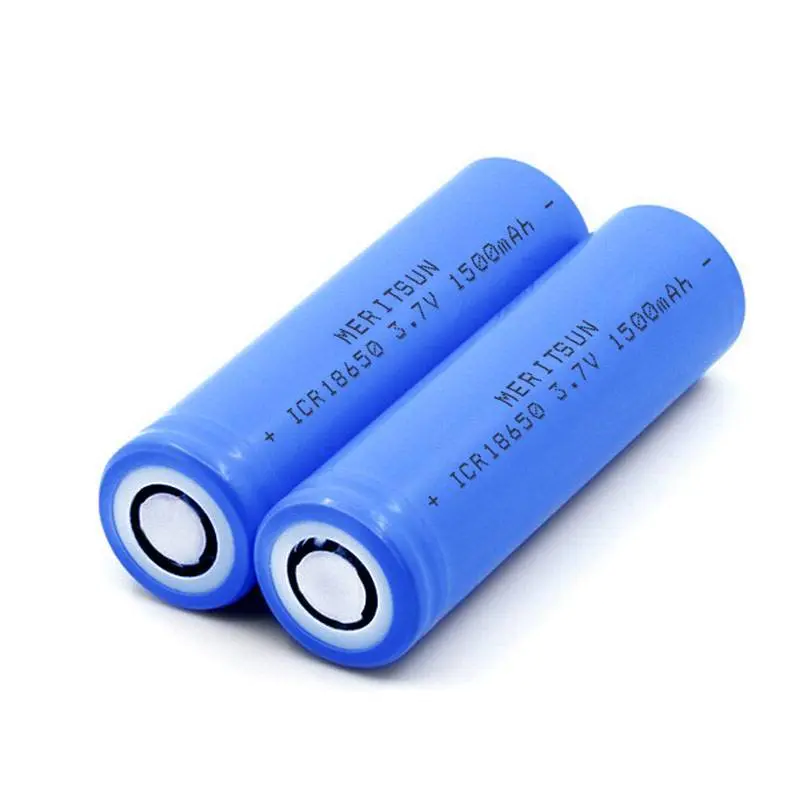 MERITSUN
+ ICR18650 3.7V 1500mAh -
MERITSUN
+ ICR18650 3.7V 1500mAh -